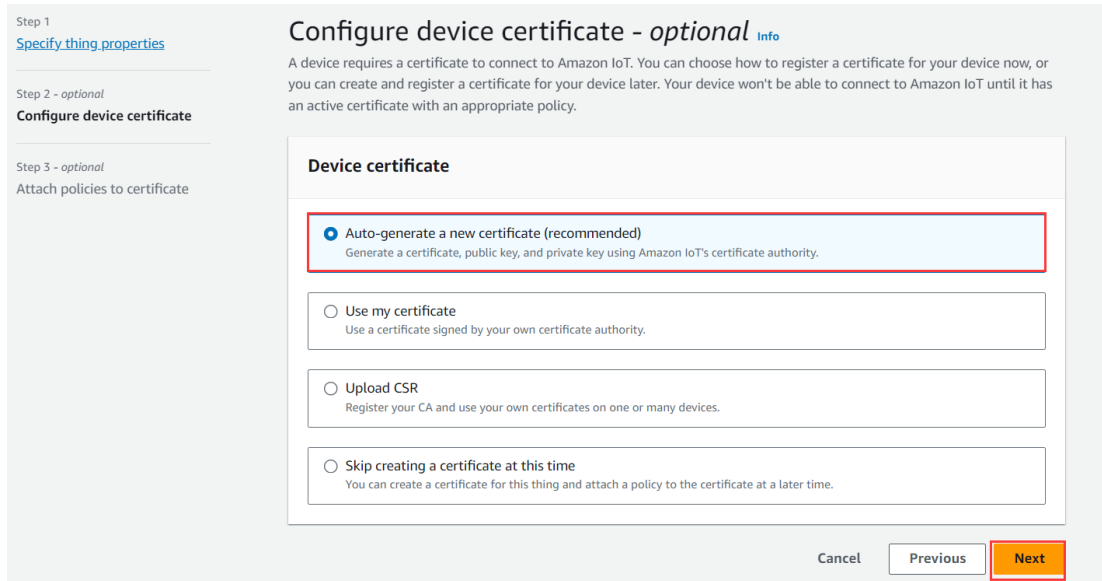 Step 1
Specify thing properties
Step 2 - optional
Configure device certificate
Step 3 - optional
Attach policies to certificate
Configure device certificate - optional Info
A device requires a certificate to connect to Amazon IoT. You can choose how to register a certificate for your device now, or
you can create and register a certificate for your device later. Your device won't be able to connect to Amazon IoT until it has
an active certificate with an appropriate policy.
Device certificate
Auto-generate a new certificate (recommended)
Generate a certificate, public key, and private key using Amazon IoT's certificate authority.
Use my certificate
Use a certificate signed by your own certificate authority.
Upload CSR
Register your CA and use your own certificates on one or many devices.
Skip creating a certificate at this time
You can create a certificate for this thing and attach a policy to the certificate at a later time.
Cancel Previous Next